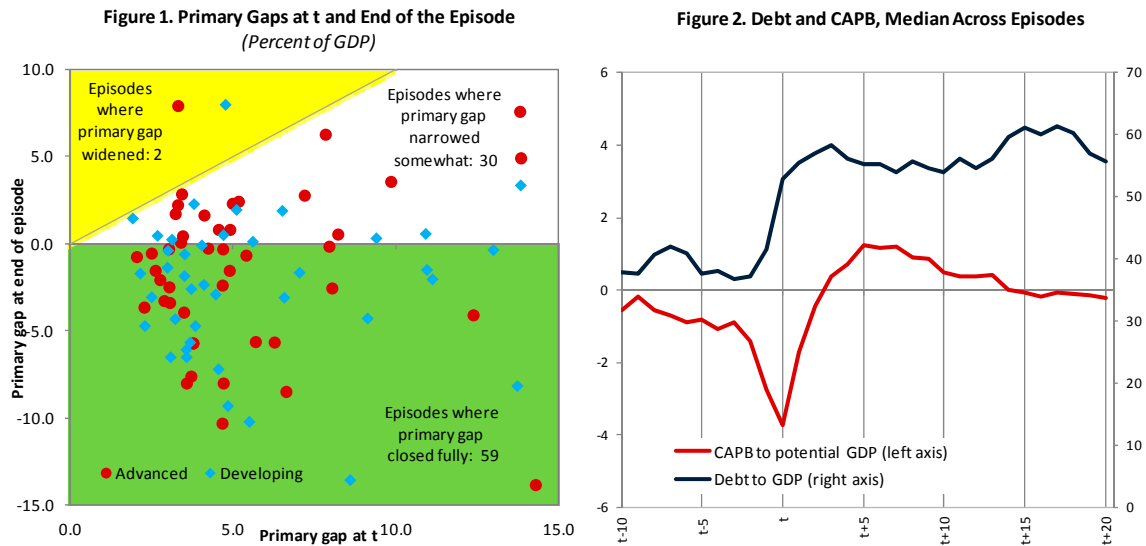 Figure 1. Primary Gaps at t and End of the Episode
(Percent of GDP)
10.0
5.0
0.0
-5.0
-10.0
-15.0
Primary gap at end of episode
Episodes
where
primary gap
widened: 2
Episodes where
primary gap
narrowed
somewhat: 30
Episodes where
primary gap
closed fully: 59
Advanced
Developing
0.0
5.0
10.0
15.0
Primary gap at t
Figure 2. Debt and CAPB, Median Across Episodes
6
4
2
0
-2
-4
-6
70
60
50
40
30
20
10
0
CAPB to potential GDP (left axis)
Debt to GDP (right axis)
t-10
t-5
t
t+5
t+10
t+15
t+20